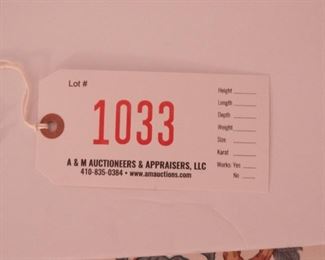 Lot #
1033
A & M AUCTIONEERS & APPRAISERS, LLC
410-835-0384 • www.amauctions.com
Height
Length
Depth
Weight
Size
Karat
Works: Yes
No